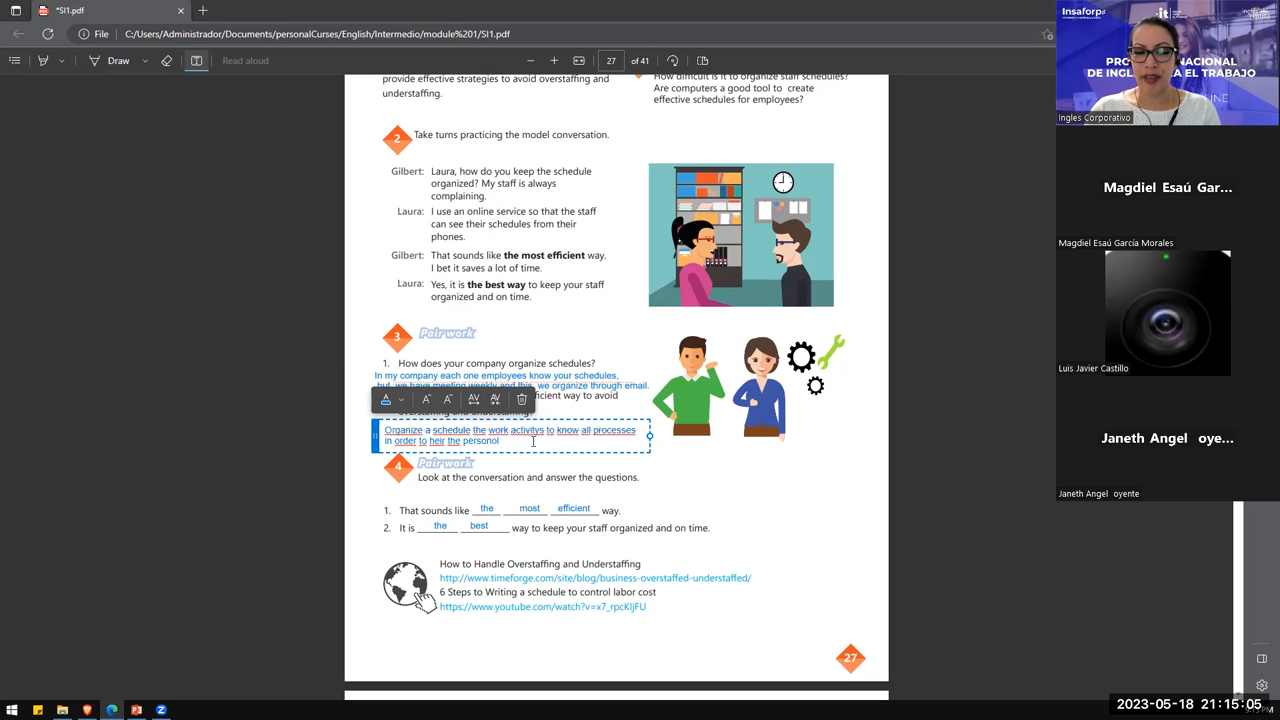 *SI1.pdf
File
C:/Users/Administrador/Documents/personalCurses/English/Intermedio/module%201/SI1.pdf
Draw
Read aloud
27
of 41
provide effective strategies to avoid overstaffing and
understaffing.
How difficult is it to organize staff schedules?
Are computers a good tool to create
effective schedules for employees?
2
Take turns practicing the model conversation.
Gilbert: Laura, how do you keep the schedule
organized? My staff is always
complaining.
Laura: I use an online service so that the staff
can see their schedules from their
phones.
Gilbert: That sounds like the most efficient way.
I bet it saves a lot of time.
Laura: Yes, it is the best way to keep your staff
organized and on time.
3
Pair work
1. How does your company organize schedules?
In my company each one employees know your schedules,
but, we have meeting weekly and this, we organize through email.
icient way to avoid
Organize a schedule the work activitys to know all processes
in order to heir the personol
4
Pair work
Look at the conversation and answer the questions.
1. That sounds like the most efficient way.
2. It is the best way to keep your staff organized and on time.
How to Handle Overstaffing and Understaffing
http://www.timeforge.com/site/blog/business-overstaffed-understaffed/
6 Steps to Writing a schedule to control labor cost
https://www.youtube.com/watch?v=x7_rpcKIjFU
27
Insaforp
Ingles Corporativo
Magdiel Esaú Gar...
Magdiel Esaú García Morales
Luis Javier Castillo
Janeth Angel oye...
Janeth Angel oyente
2023-05-18 21:15:05